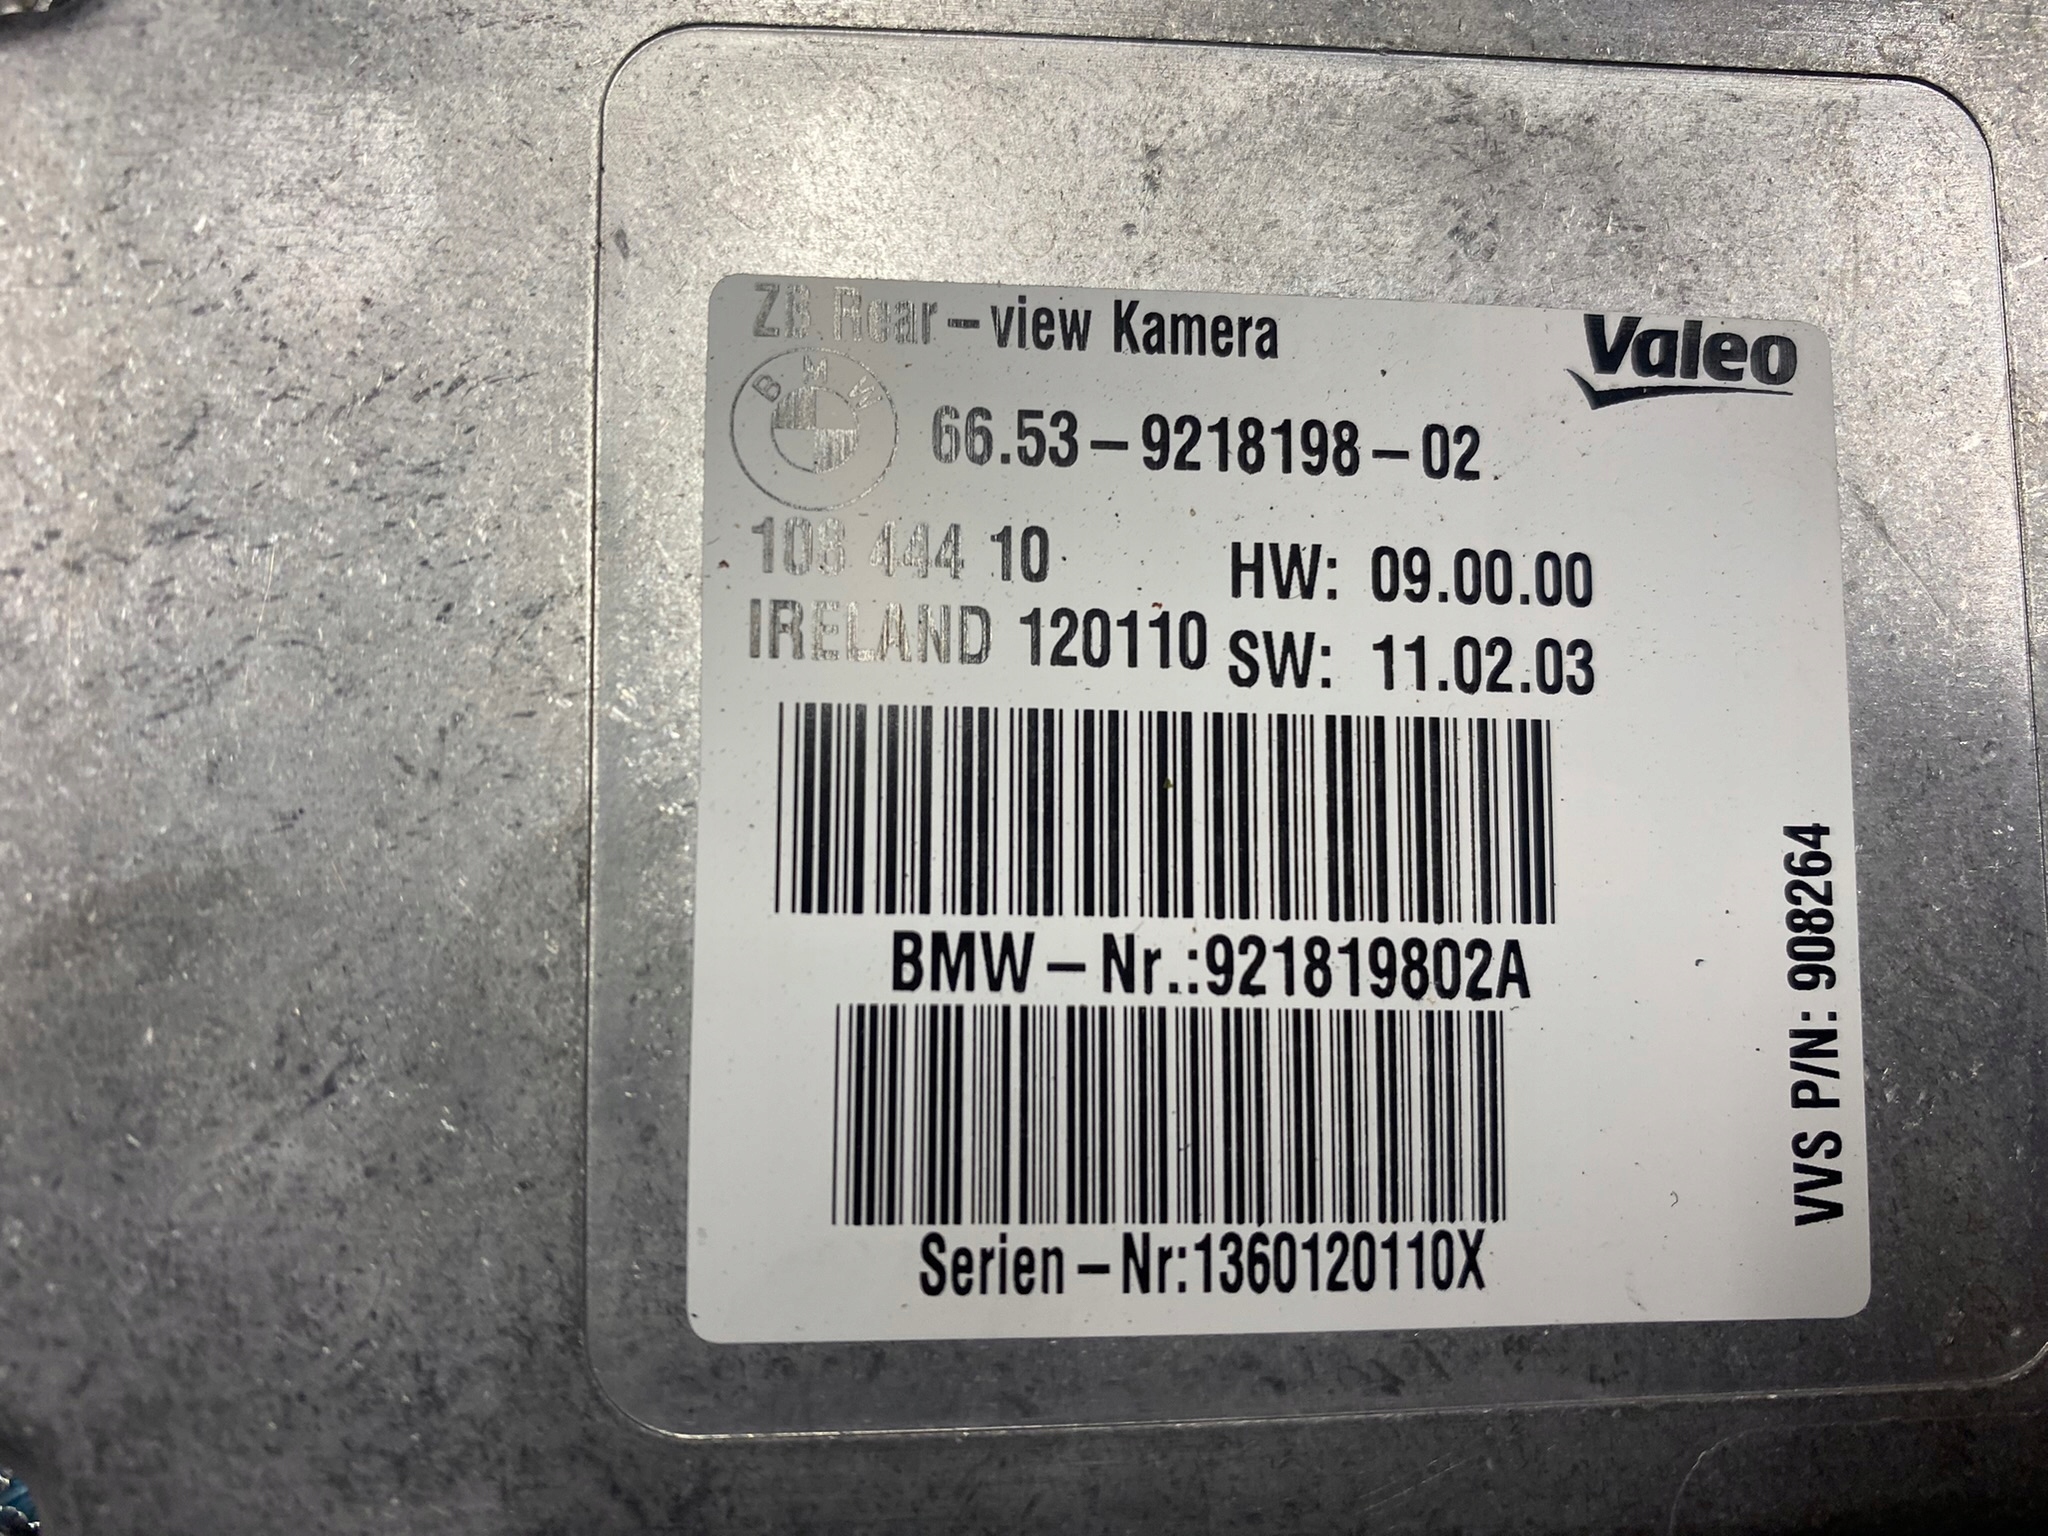 ZB Rear-view Kamera
Valeo
BMW
66.53-9218198-02
108 444 10
HW: 09.00.00
IRELAND 120110
SW: 11.02.03
BMW-Nr.:921819802A
Serien-Nr:1360120110X
VVS P/N: 908264